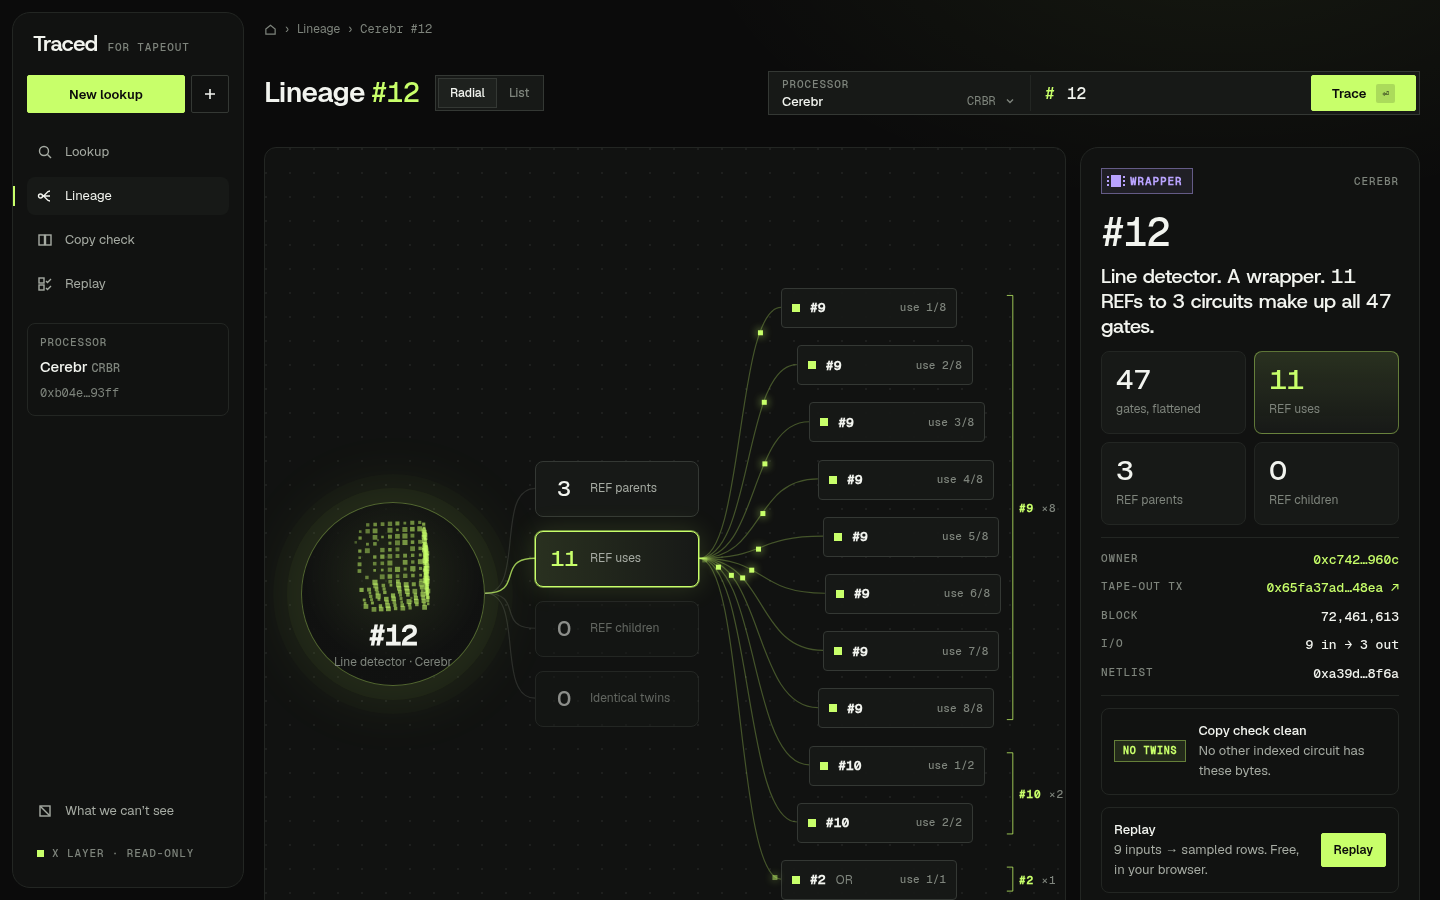 Traced FOR TAPEOUT
New lookup
+
Lookup
Lineage
Copy check
Replay
PROCESSOR
Cerebr CRBR
0xb04e…93ff
What we can't see
X LAYER · READ-ONLY
› Lineage › Cerebr #12
Lineage #12
Radial
List
PROCESSOR
Cerebr
CRBR
# 12
Trace ⏎
#12
Line detector · Cerebr
3 REF parents
11 REF uses
0 REF children
0 Identical twins
#9 use 1/8
#9 use 2/8
#9 use 3/8
#9 use 4/8
#9 use 5/8
#9 use 6/8
#9 use 7/8
#9 use 8/8
#10 use 1/2
#10 use 2/2
#2 OR use 1/1
#9 ×8
#10 ×2
#2 ×1
WRAPPER
CEREBR
#12
Line detector. A wrapper. 11
REFs to 3 circuits make up all 47
gates.
47
gates, flattened
11
REF uses
3
REF parents
0
REF children
OWNER 0xc742…960c
TAPE-OUT TX 0x65fa37ad…48ea ↗
BLOCK 72,461,613
I/O 9 in → 3 out
NETLIST 0xa39d…8f6a
NO TWINS
Copy check clean
No other indexed circuit has
these bytes.
Replay
9 inputs → sampled rows. Free,
in your browser.
Replay